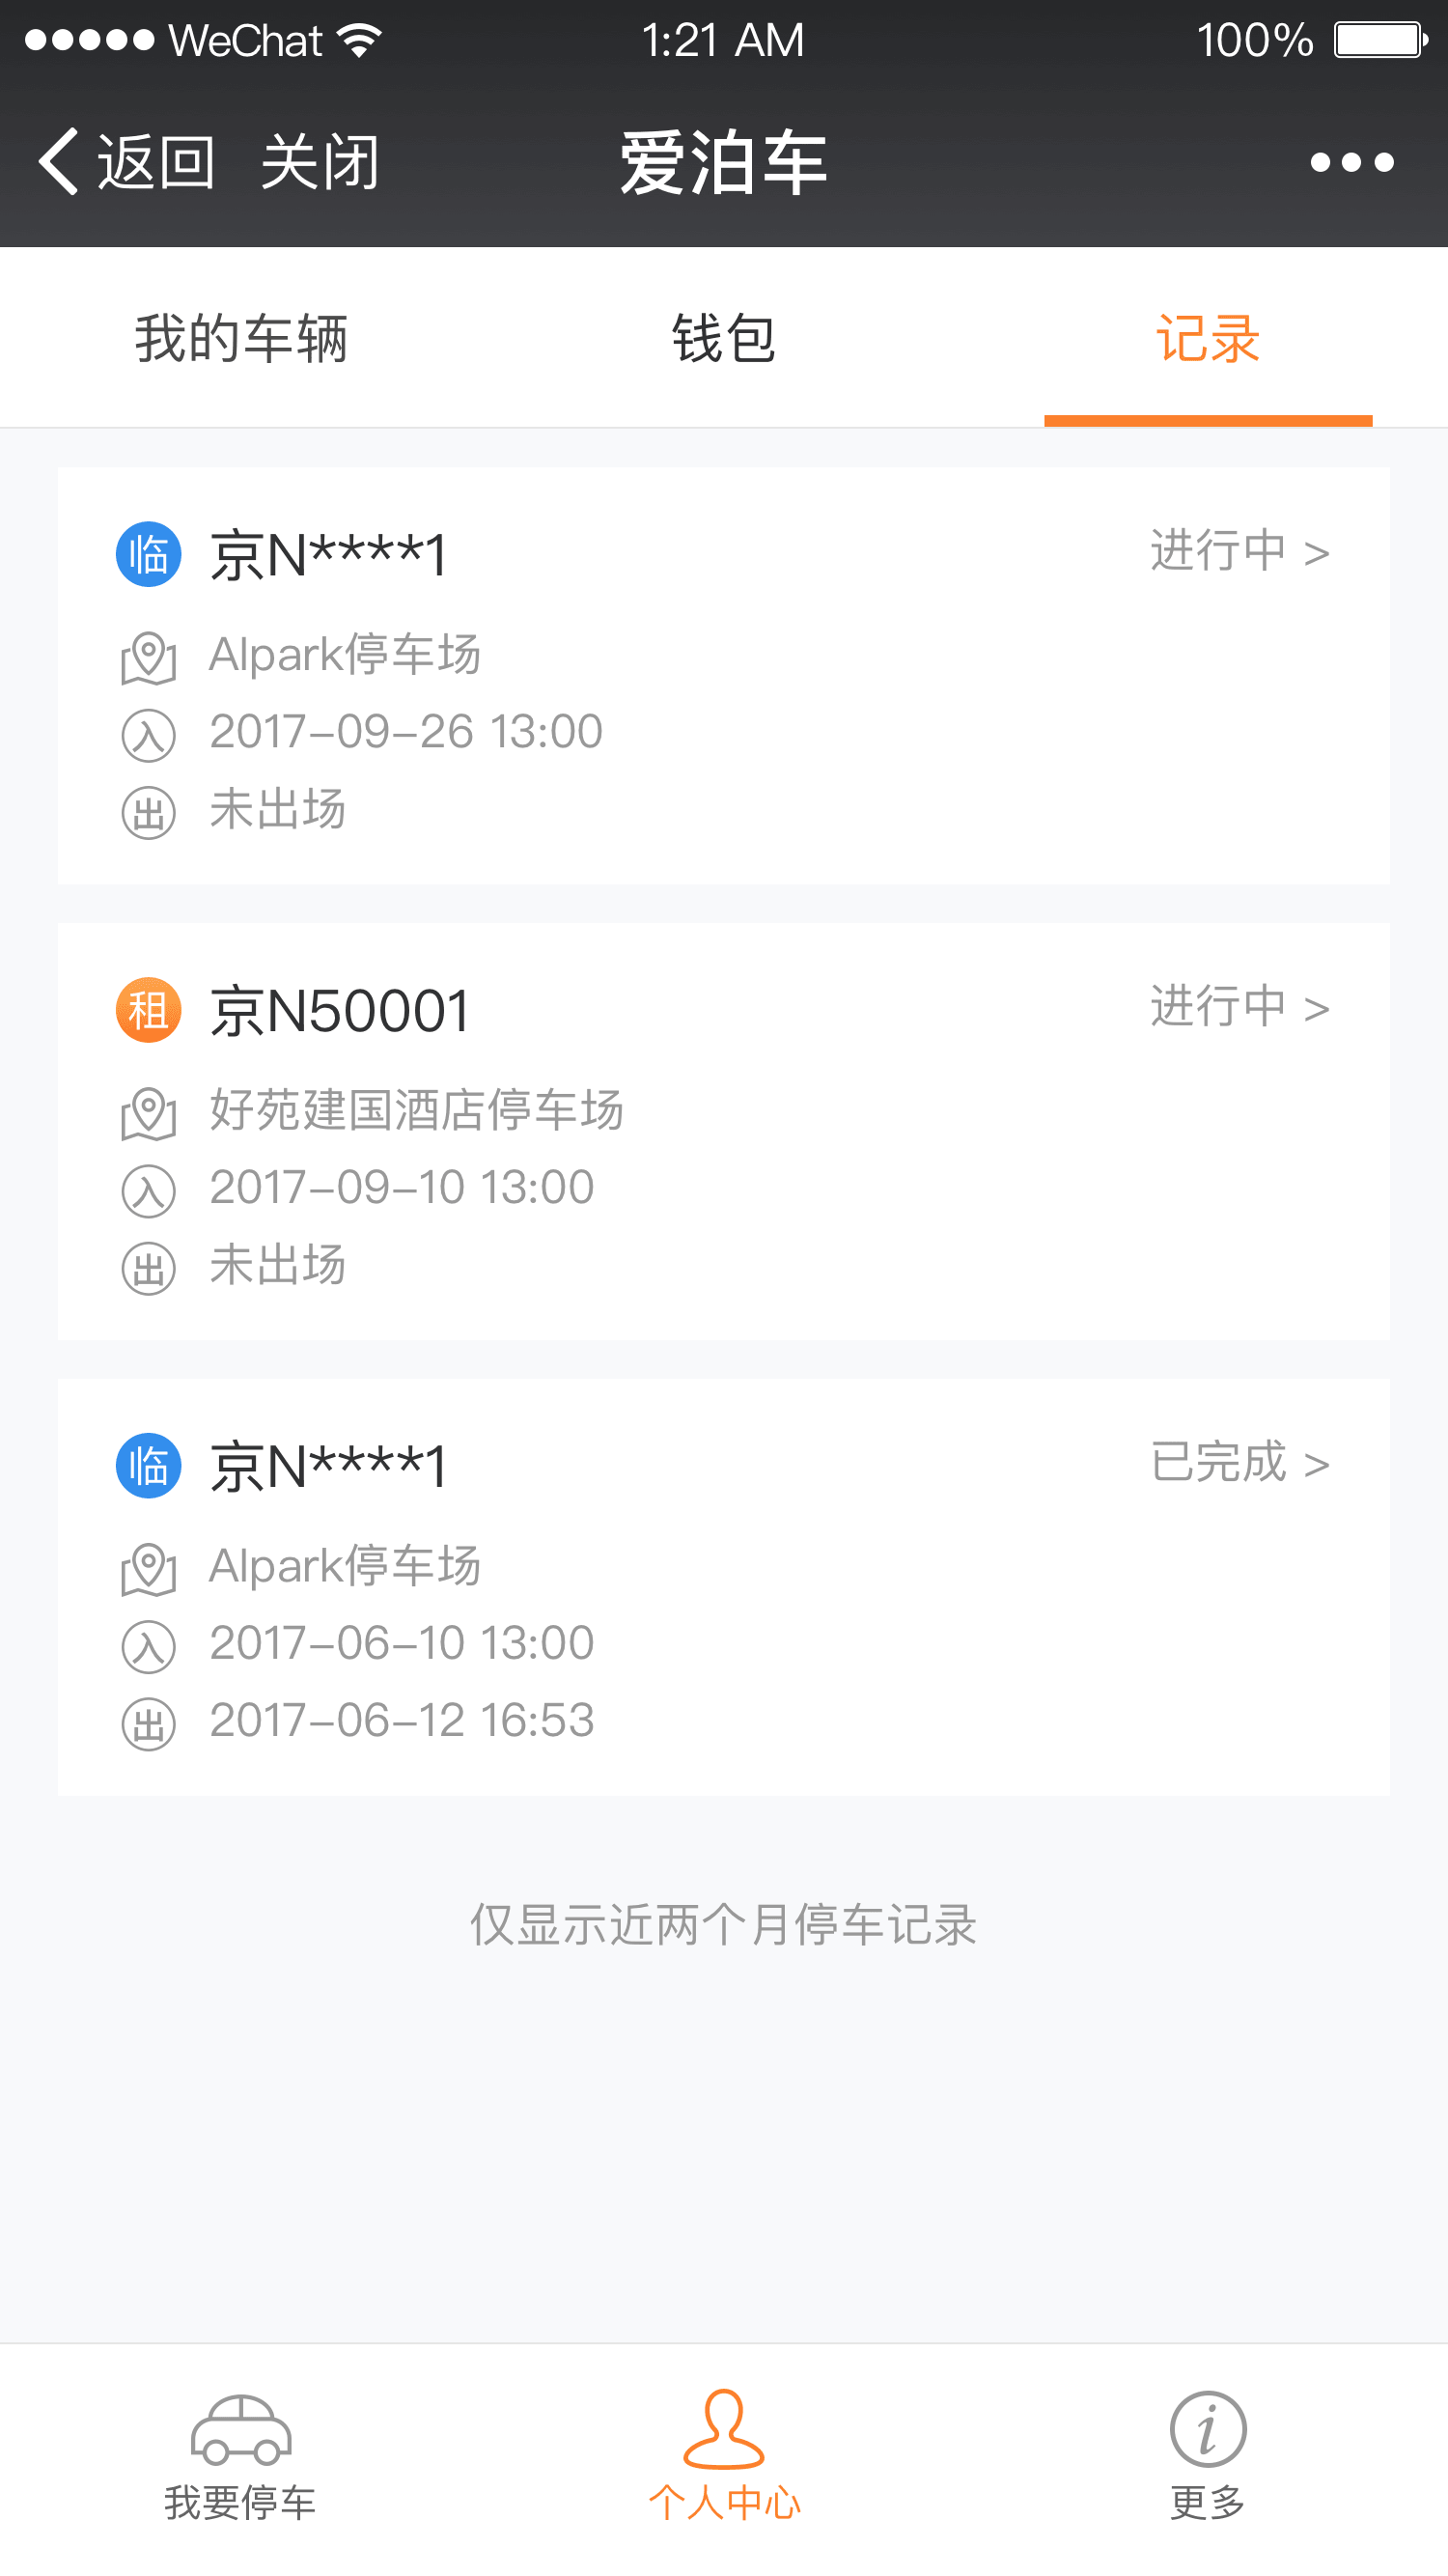 WeChat 1:21 AM 100%
返回 关闭 爱泊车
我的车辆 钱包 记录
临 京N****1 进行中 >
AIpark停车场
入 2017-09-26 13:00
出 未出场
租 京N50001 进行中 >
好苑建国酒店停车场
入 2017-09-10 13:00
出 未出场
临 京N****1 已完成 >
AIpark停车场
入 2017-06-10 13:00
出 2017-06-12 16:53
仅显示近两个月停车记录
我要停车 个人中心 更多